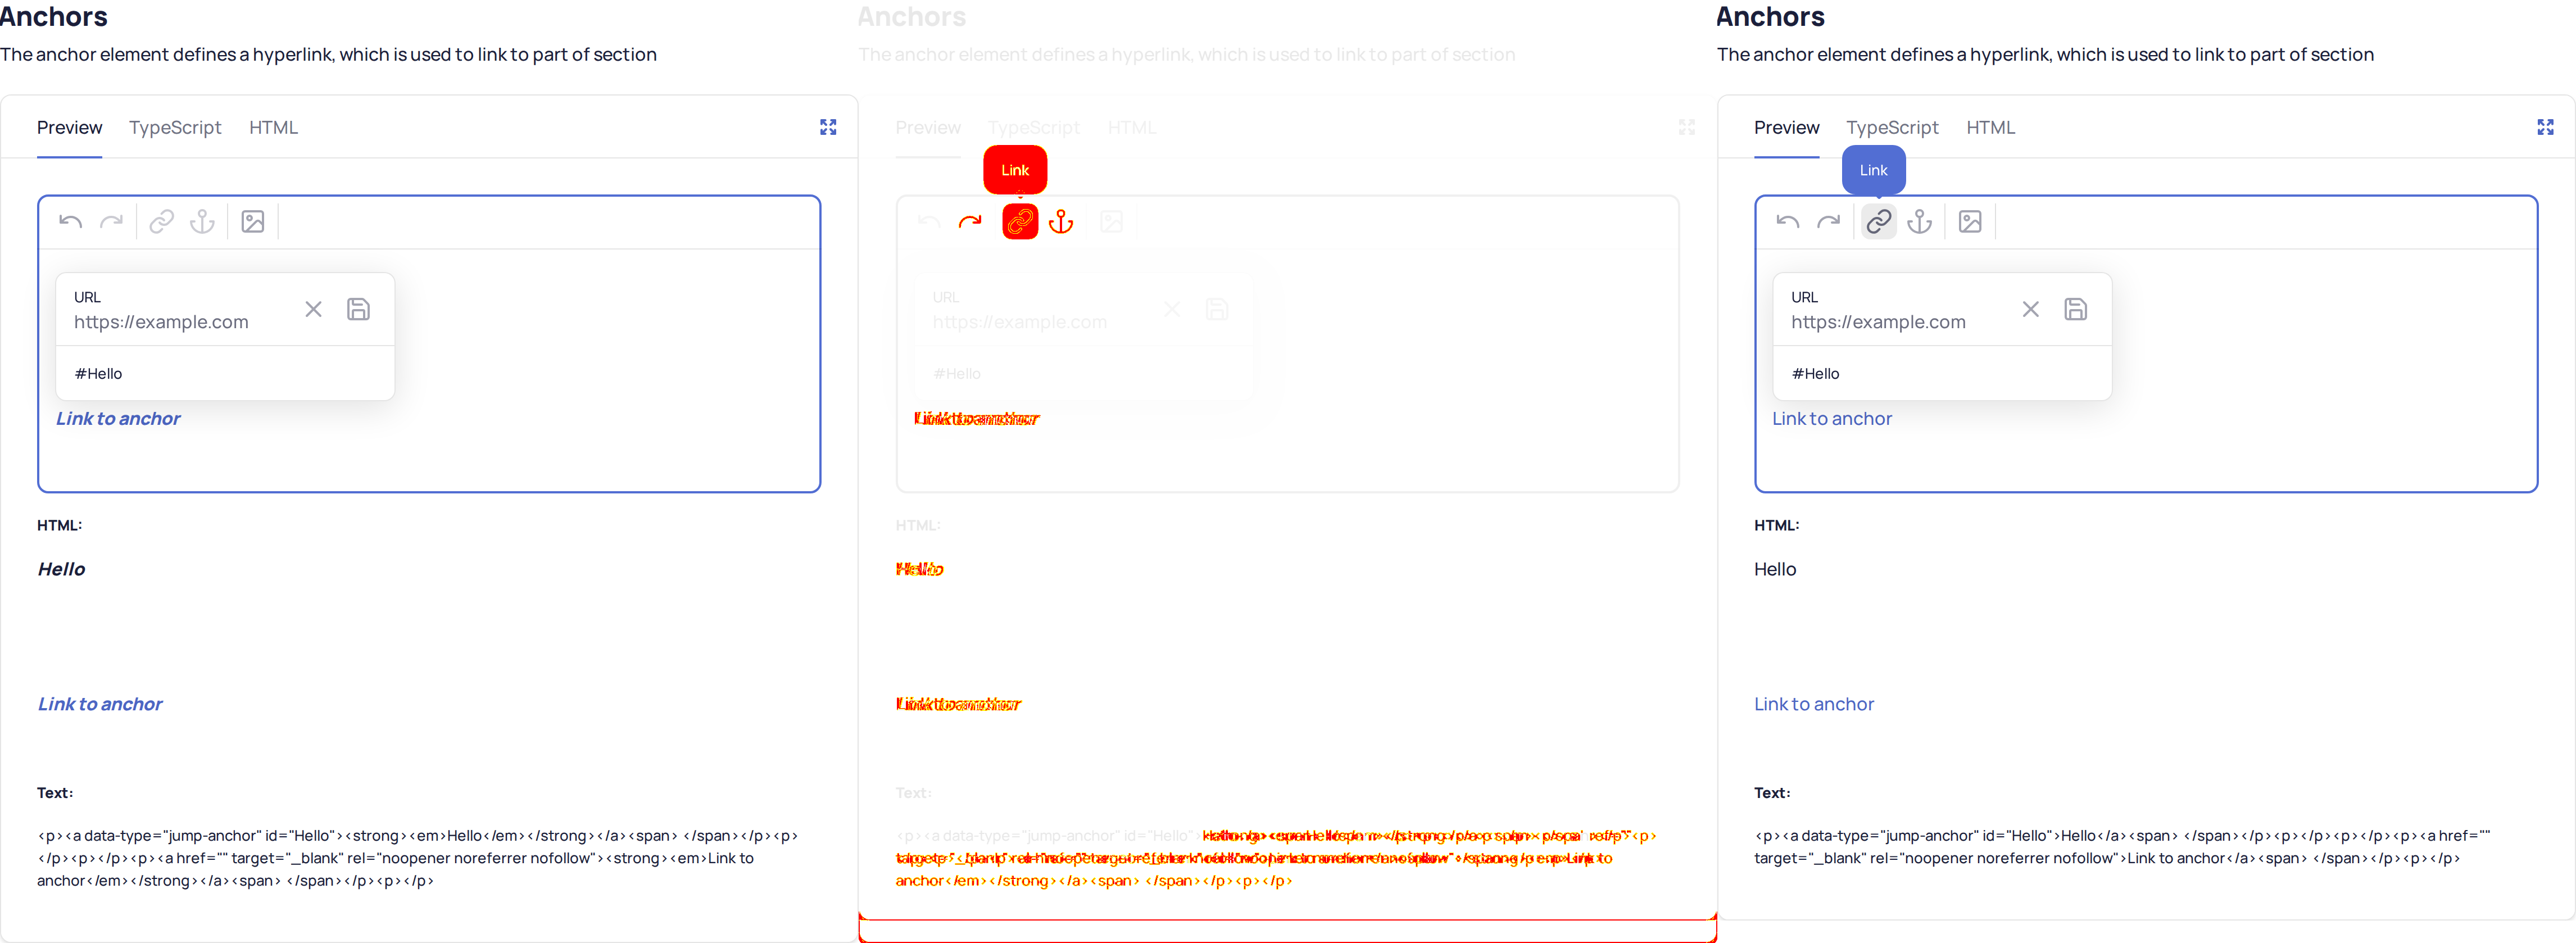 Anchors
The anchor element defines a hyperlink, which is used to link to part of section
Preview TypeScript HTML
URL
https://example.com
#Hello
Link to anchor
HTML:
Hello
Link to anchor
Text:
<p><a data-type="jump-anchor" id="Hello"><strong><em>Hello</em></strong></a><span> </span></p><p>
</p><p></p><p><a href="" target="_blank" rel="noopener noreferrer nofollow"><strong><em>Link to
anchor</em></strong></a><span> </span></p><p></p>
Anchors
The anchor element defines a hyperlink, which is used to link to part of section
Preview TypeScript HTML
Link
URL
https://example.com
#Hello
HTML:
Text:
<p><a data-type="jump-anchor" id="Hello">
anchor</em></strong></a><span> </span></p><p></p>
Anchors
The anchor element defines a hyperlink, which is used to link to part of section
Preview TypeScript HTML
Link
URL
https://example.com
#Hello
Link to anchor
HTML:
Hello
Link to anchor
Text:
<p><a data-type="jump-anchor" id="Hello">Hello</a><span> </span></p><p></p><p></p><p><a href=""
target="_blank" rel="noopener noreferrer nofollow">Link to anchor</a><span> </span></p><p></p>